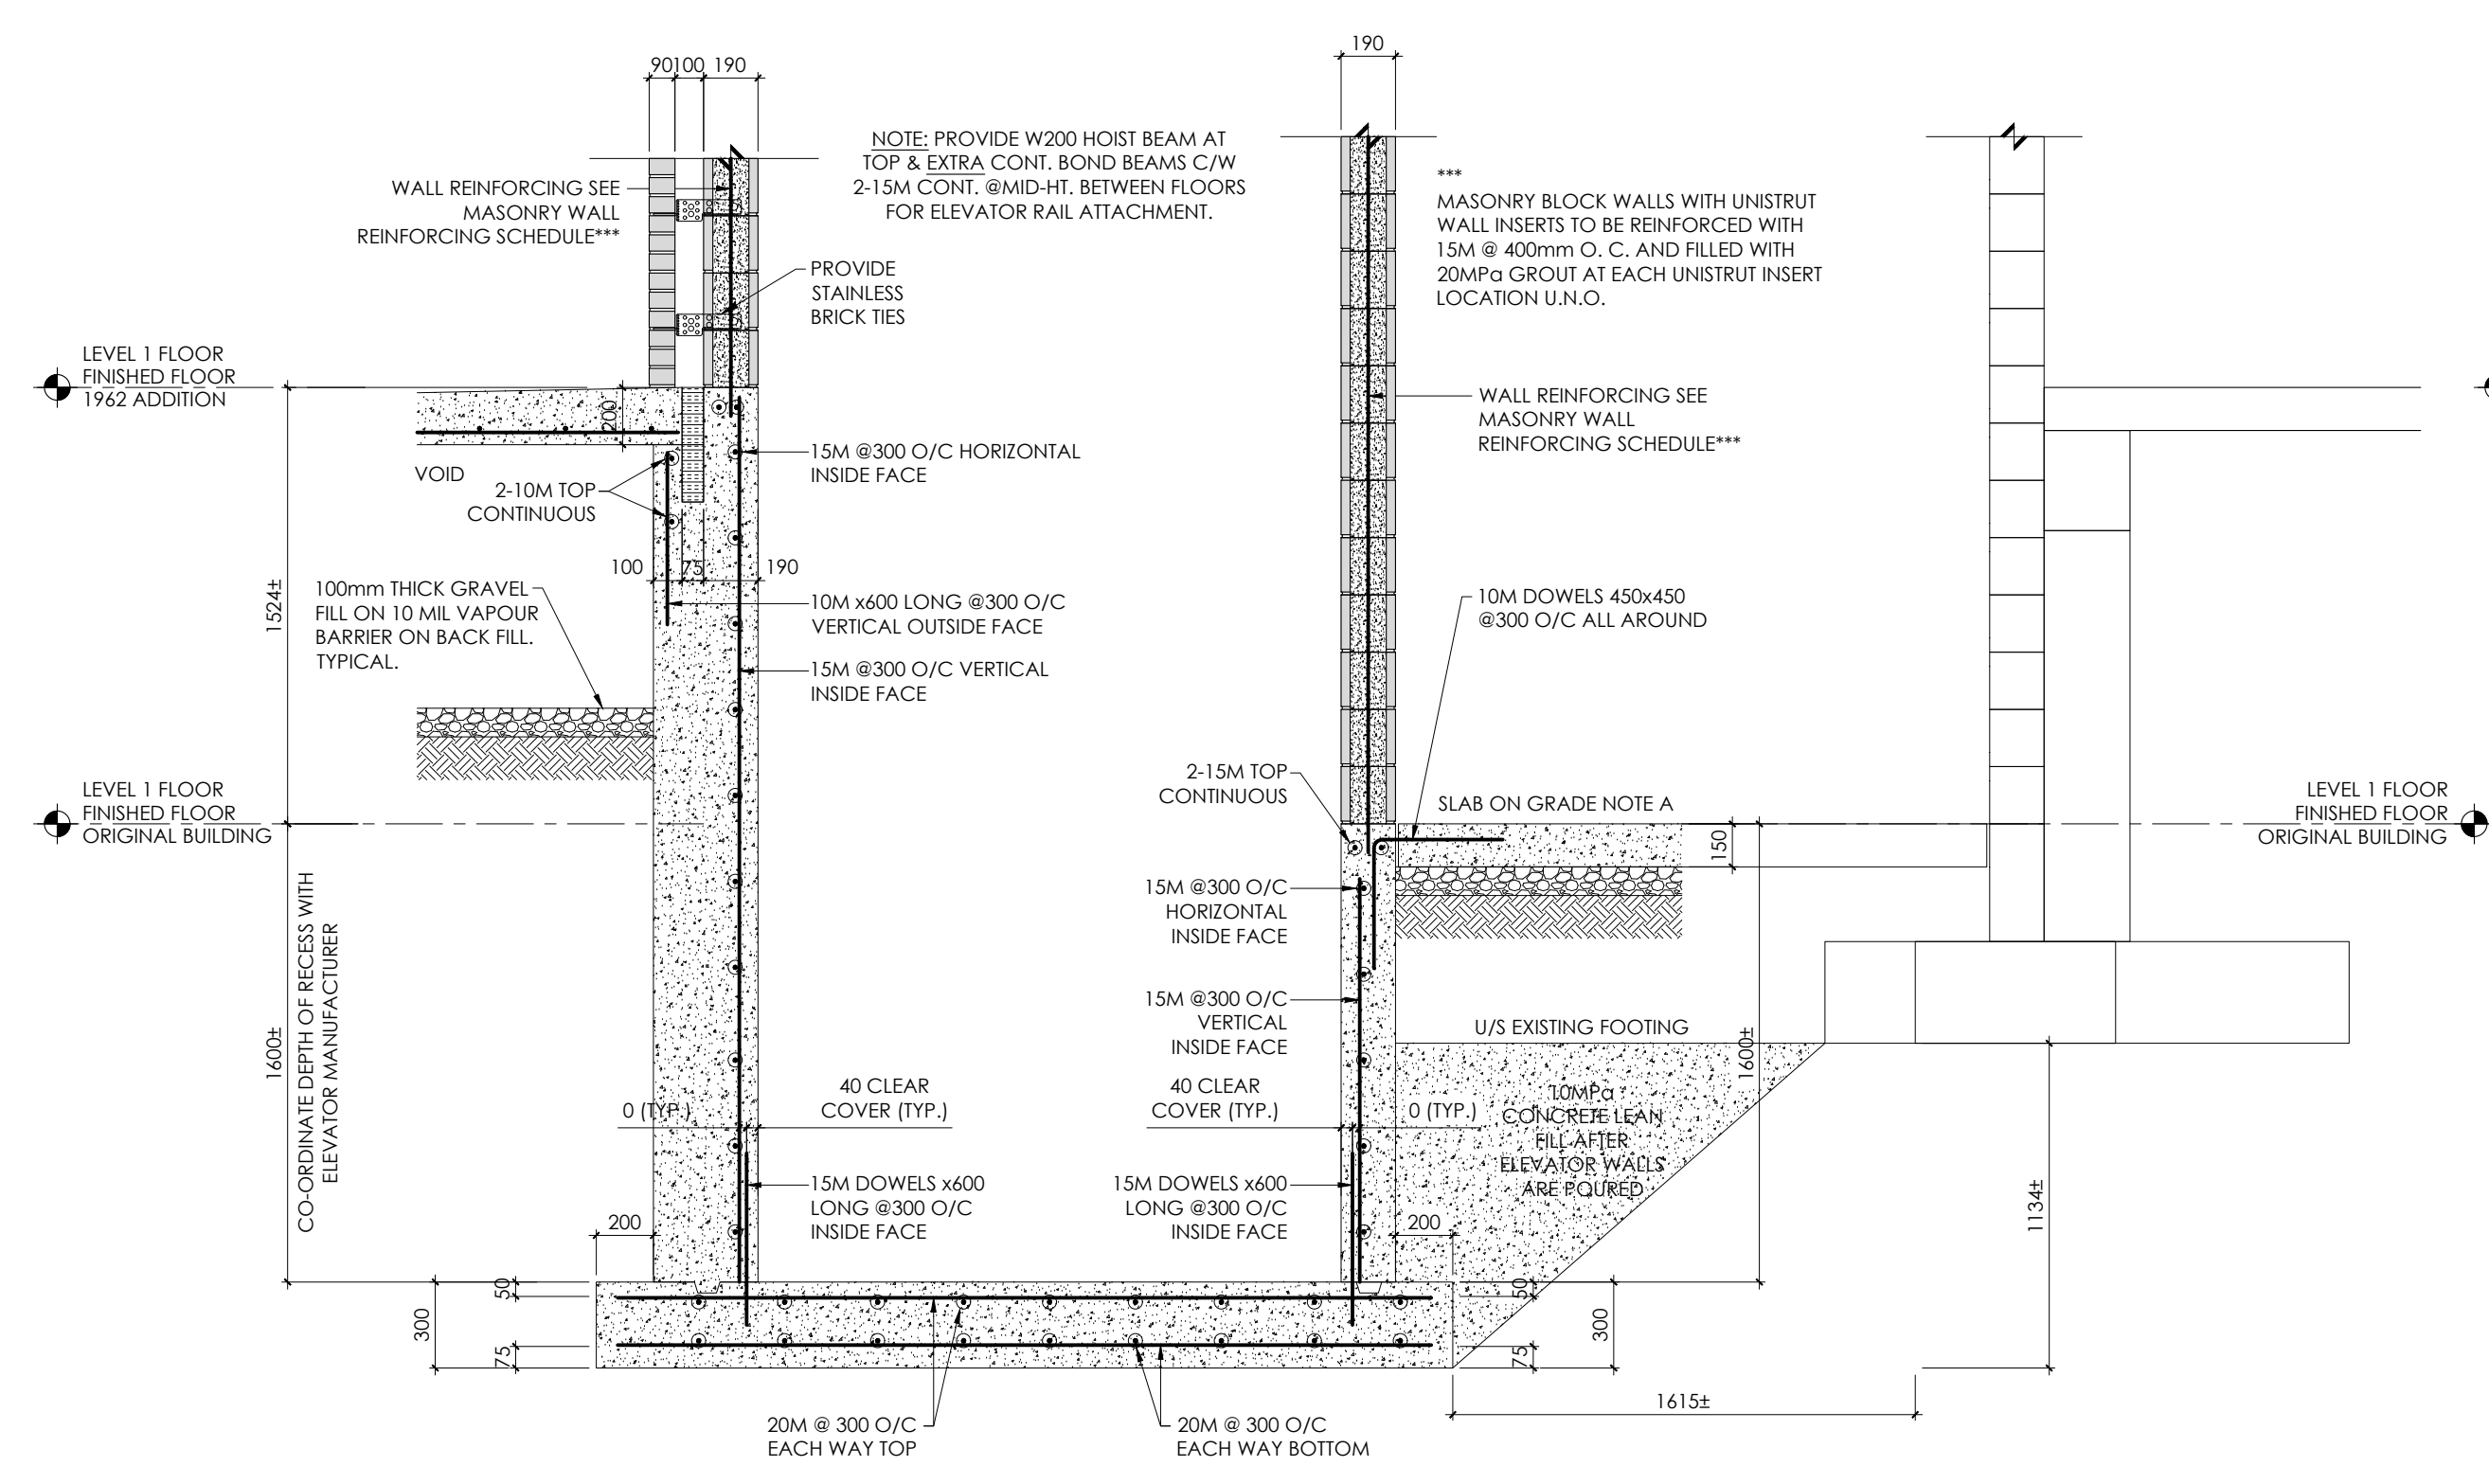 90 100 190
190
NOTE: PROVIDE W200 HOIST BEAM AT
TOP & EXTRA CONT. BOND BEAMS C/W
2-15M CONT. @MID-HT. BETWEEN FLOORS
FOR ELEVATOR RAIL ATTACHMENT.
WALL REINFORCING SEE
MASONRY WALL
REINFORCING SCHEDULE***
***
MASONRY BLOCK WALLS WITH UNISTRUT
WALL INSERTS TO BE REINFORCED WITH
15M @ 400mm O. C. AND FILLED WITH
20MPa GROUT AT EACH UNISTRUT INSERT
LOCATION U.N.O.
PROVIDE
STAINLESS
BRICK TIES
LEVEL 1 FLOOR
FINISHED FLOOR
1962 ADDITION
200
WALL REINFORCING SEE
MASONRY WALL
REINFORCING SCHEDULE***
15M @300 O/C HORIZONTAL
INSIDE FACE
VOID
2-10M TOP
CONTINUOUS
100 75 190
1524±
100mm THICK GRAVEL
FILL ON 10 MIL VAPOUR
BARRIER ON BACK FILL.
TYPICAL.
10M x600 LONG @300 O/C
VERTICAL OUTSIDE FACE
10M DOWELS 450x450
@300 O/C ALL AROUND
15M @300 O/C VERTICAL
INSIDE FACE
2-15M TOP
CONTINUOUS
SLAB ON GRADE NOTE A
LEVEL 1 FLOOR
FINISHED FLOOR
ORIGINAL BUILDING
LEVEL 1 FLOOR
FINISHED FLOOR
ORIGINAL BUILDING
150
15M @300 O/C
HORIZONTAL
INSIDE FACE
CO-ORDINATE DEPTH OF RECESS WITH
ELEVATOR MANUFACTURER
1600±
15M @300 O/C
VERTICAL
INSIDE FACE
U/S EXISTING FOOTING
1600±
40 CLEAR
COVER (TYP.)
0 (TYP.)
40 CLEAR
COVER (TYP.)
0 (TYP.)
10MPa
CONCRETE LEAN
FILL AFTER
ELEVATOR WALLS
ARE POURED
15M DOWELS x600
LONG @300 O/C
INSIDE FACE
15M DOWELS x600
LONG @300 O/C
INSIDE FACE
200
200
1134±
50
300
75
50
300
75
1615±
20M @ 300 O/C
EACH WAY TOP
20M @ 300 O/C
EACH WAY BOTTOM